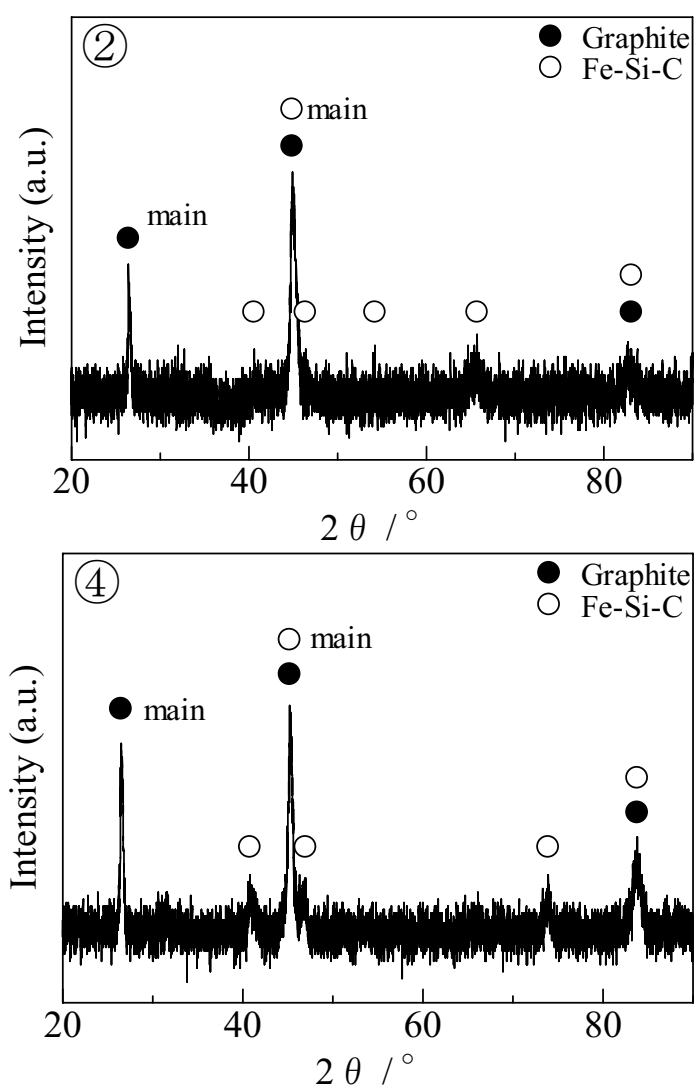 ②
● Graphite
○ Fe-Si-C
main
main
Intensity (a.u.)
20 40 60 80
2 θ / °
④
● Graphite
○ Fe-Si-C
main
main
Intensity (a.u.)
20 40 60 80
2 θ / °